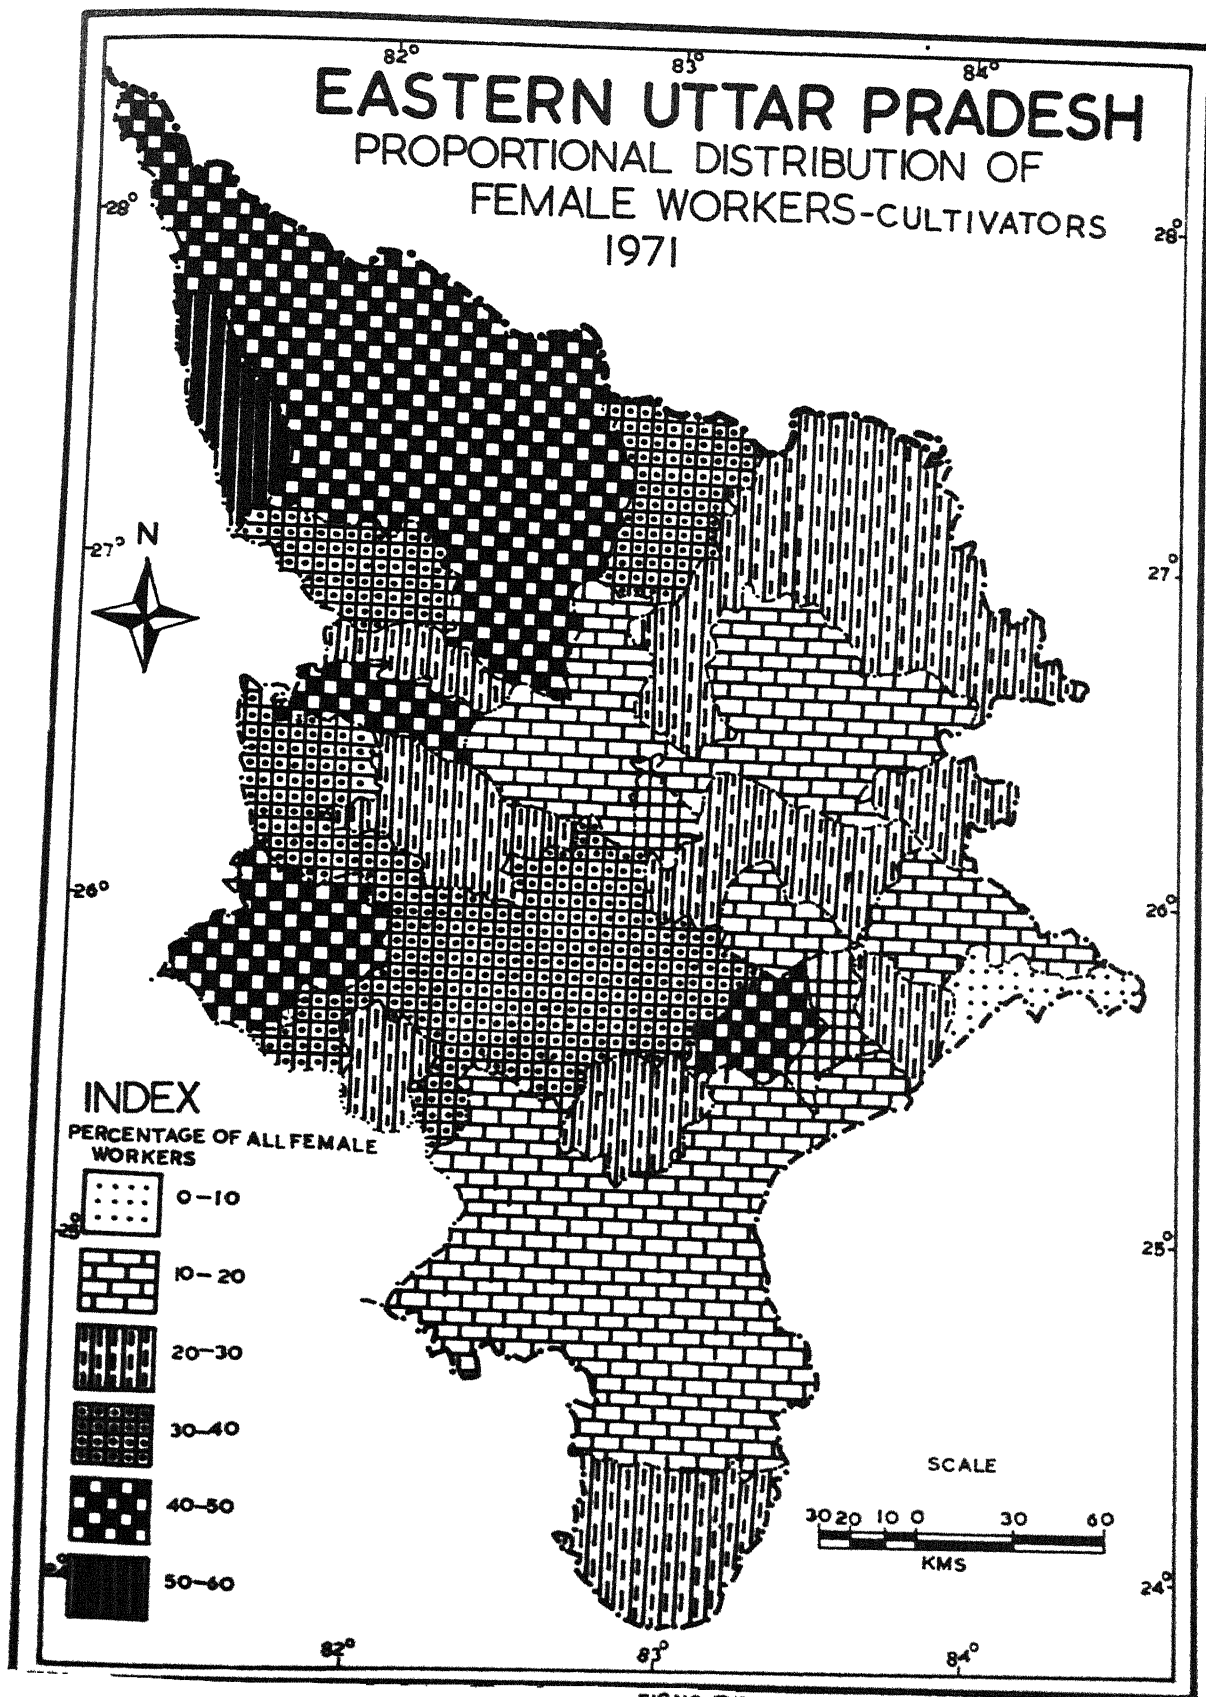 82° 83° 84°
EASTERN UTTAR PRADESH
PROPORTIONAL DISTRIBUTION OF
FEMALE WORKERS-CULTIVATORS
1971
28° 28°
N
27° 27°
26° 26°
INDEX
PERCENTAGE OF ALL FEMALE
WORKERS
0-10
25°
10-20
20-30
30-40
40-50
50-60
SCALE
30 20 10 0 30 60
KMS
24°
82° 83° 84°